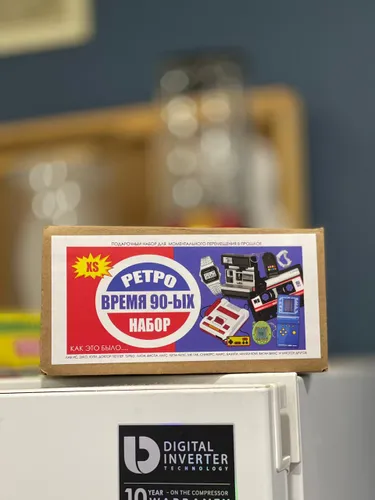 ПОДАРОЧНЫЙ НАБОР ДЛЯ МОМЕНТАЛЬНОГО ПЕРЕМЕЩЕНИЯ В ПРОШЛОЕ
XS
РЕТРО
ВРЕМЯ 90-ЫХ
НАБОР
КАК ЭТО БЫЛО....
DIGITAL
INVERTER
TECHNOLOGY
10 YEAR - ON THE COMPRESSOR
WARRANTY